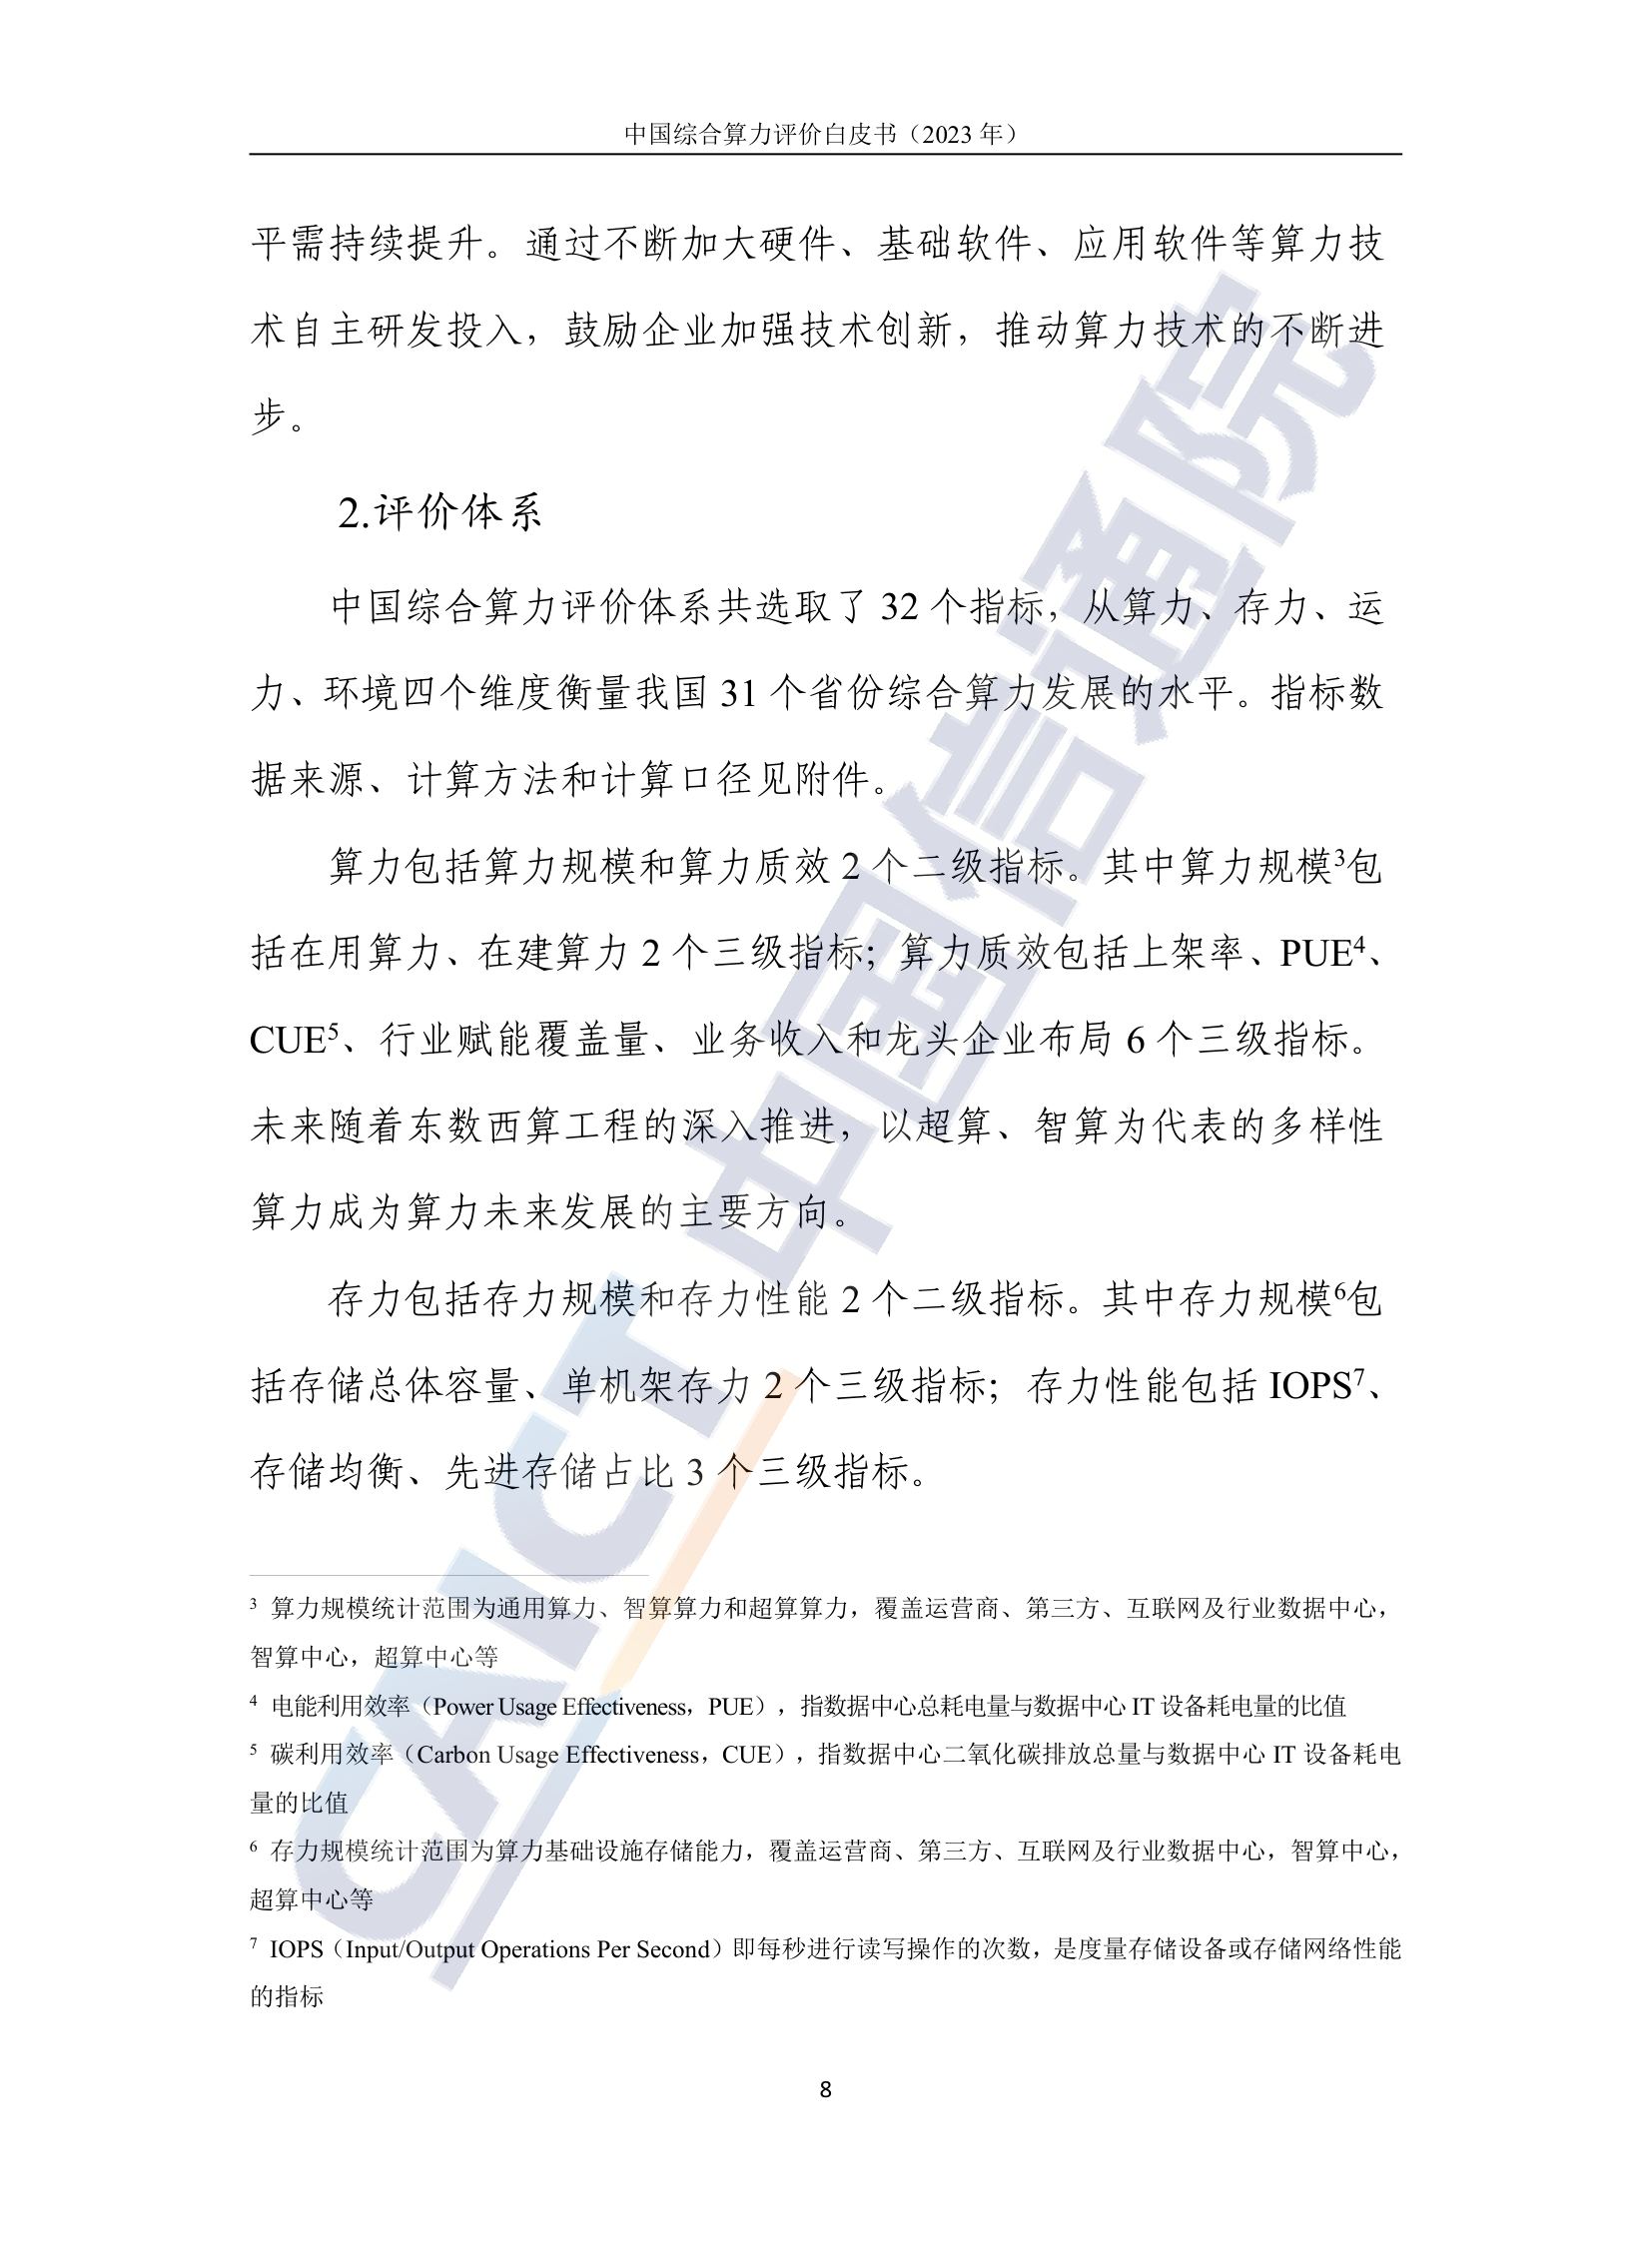 中国综合算力评价白皮书（2023 年）
平需持续提升。通过不断加大硬件、基础软件、应用软件等算力技
术自主研发投入，鼓励企业加强技术创新，推动算力技术的不断进
步。
2.评价体系
中国综合算力评价体系共选取了 32 个指标，从算力、存力、运
力、环境四个维度衡量我国 31 个省份综合算力发展的水平。指标数
据来源、计算方法和计算口径见附件。
算力包括算力规模和算力质效 2 个二级指标。其中算力规模³包
括在用算力、在建算力 2 个三级指标；算力质效包括上架率、PUE⁴、
CUE⁵、行业赋能覆盖量、业务收入和龙头企业布局 6 个三级指标。
未来随着东数西算工程的深入推进，以超算、智算为代表的多样性
算力成为算力未来发展的主要方向。
存力包括存力规模和存力性能 2 个二级指标。其中存力规模⁶包
括存储总体容量、单机架存力 2 个三级指标；存力性能包括 IOPS⁷、
存储均衡、先进存储占比 3 个三级指标。
³ 算力规模统计范围为通用算力、智算算力和超算算力，覆盖运营商、第三方、互联网及行业数据中心，
智算中心，超算中心等
⁴ 电能利用效率（Power Usage Effectiveness，PUE），指数据中心总耗电量与数据中心 IT 设备耗电量的比值
⁵ 碳利用效率（Carbon Usage Effectiveness，CUE），指数据中心二氧化碳排放总量与数据中心 IT 设备耗电
量的比值
⁶ 存力规模统计范围为算力基础设施存储能力，覆盖运营商、第三方、互联网及行业数据中心，智算中心，
超算中心等
⁷ IOPS（Input/Output Operations Per Second）即每秒进行读写操作的次数，是度量存储设备或存储网络性能
的指标
8
CAICT 中国信通院